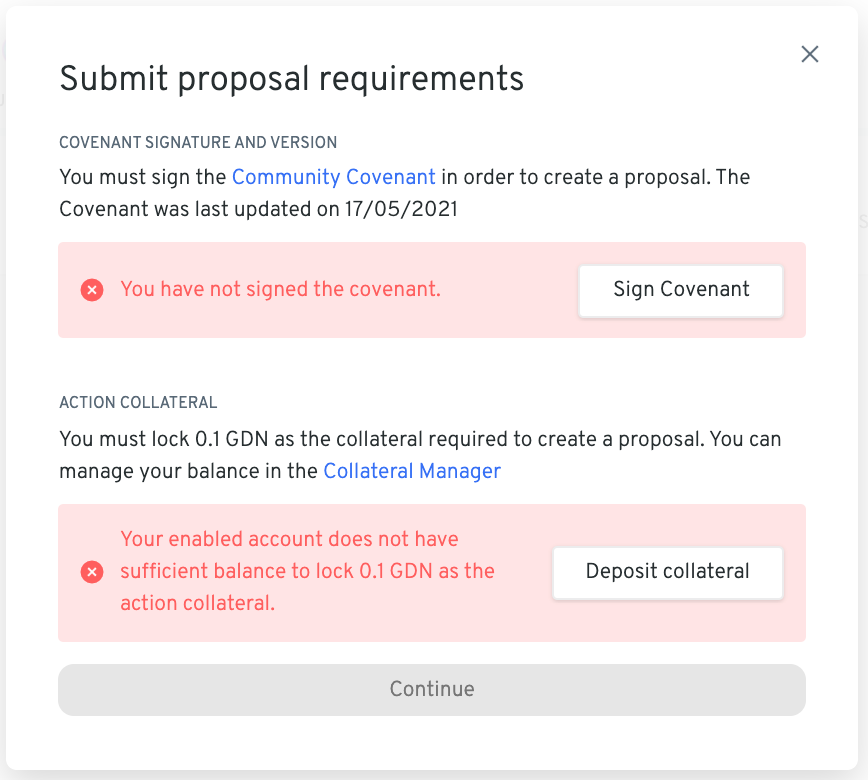 Submit proposal requirements
COVENANT SIGNATURE AND VERSION
You must sign the Community Covenant in order to create a proposal. The
Covenant was last updated on 17/05/2021
You have not signed the covenant.
Sign Covenant
ACTION COLLATERAL
You must lock 0.1 GDN as the collateral required to create a proposal. You can
manage your balance in the Collateral Manager
Your enabled account does not have
sufficient balance to lock 0.1 GDN as the
action collateral.
Deposit collateral
Continue